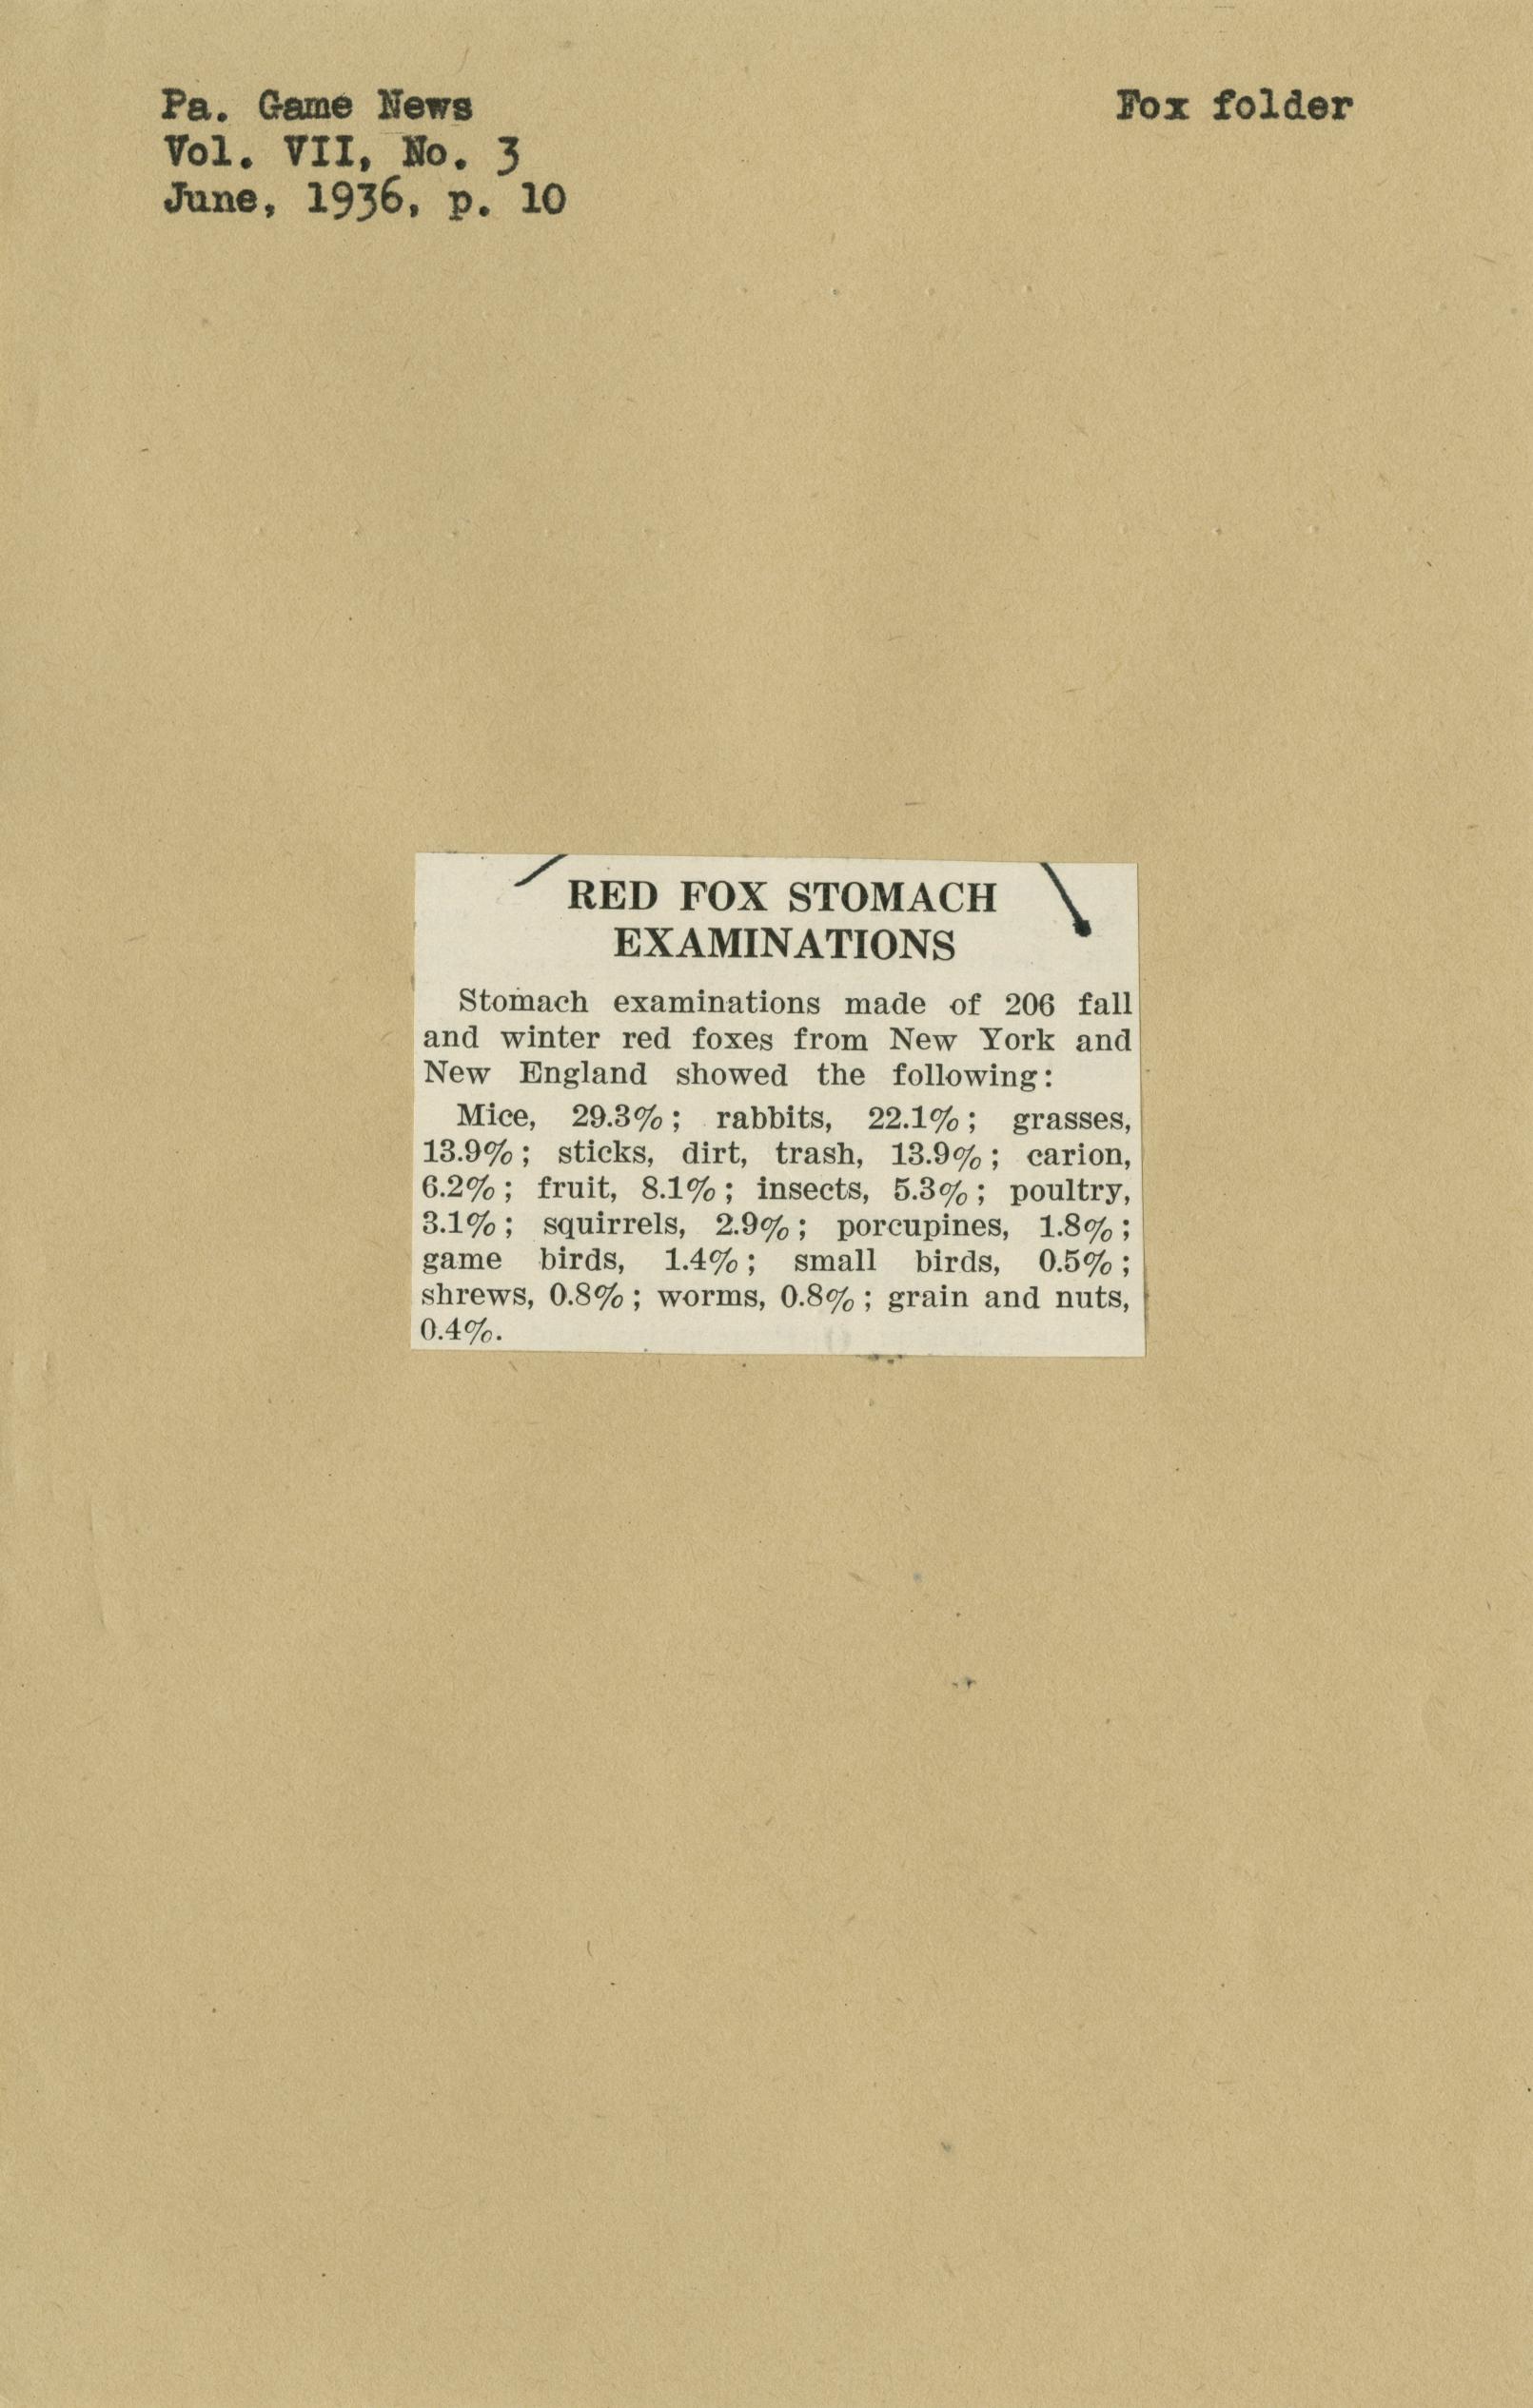 Pa. Game News
Fox folder
Vol. VII, No. 3
June, 1936, p. 10
RED FOX STOMACH
EXAMINATIONS
Stomach examinations made of 206 fall
and winter red foxes from New York and
New England showed the following:
Mice, 29.3%; rabbits, 22.1%; grasses,
13.9%; sticks, dirt, trash, 13.9%; carion,
6.2%; fruit, 8.1%; insects, 5.3%; poultry,
3.1%; squirrels, 2.9%; porcupines, 1.8%;
game birds, 1.4%; small birds, 0.5%;
shrews, 0.8%; worms, 0.8%; grain and nuts,
0.4%.